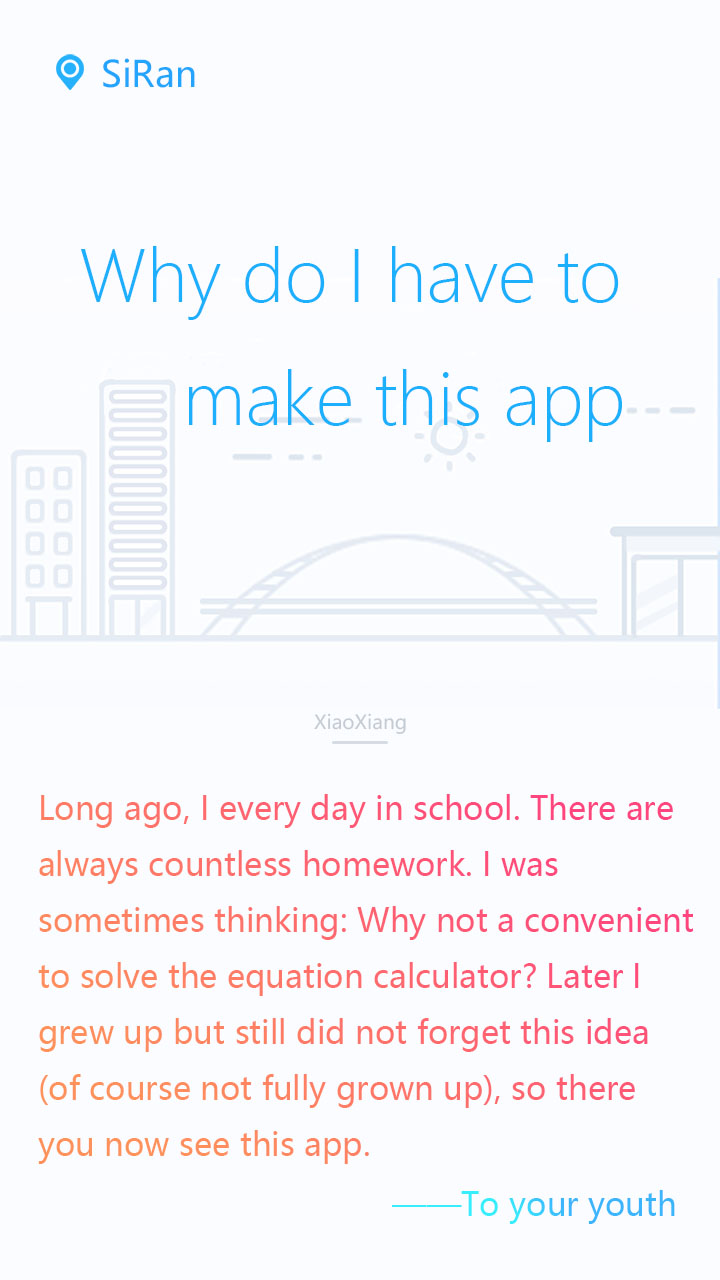 SiRan
Why do I have to
make this app
XiaoXiang
Long ago, I every day in school. There are
always countless homework. I was
sometimes thinking: Why not a convenient
to solve the equation calculator? Later I
grew up but still did not forget this idea
(of course not fully grown up), so there
you now see this app.
——To your youth